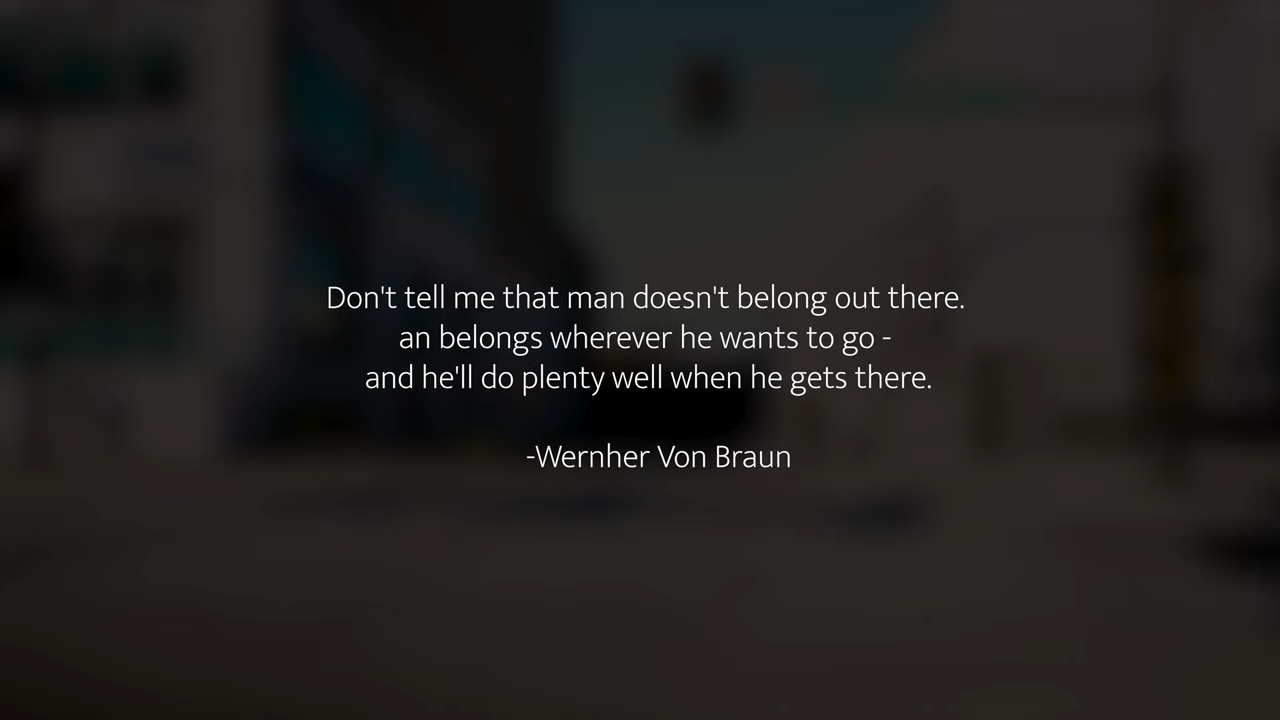 Don't tell me that man doesn't belong out there.
an belongs wherever he wants to go -
and he'll do plenty well when he gets there.
-Wernher Von Braun